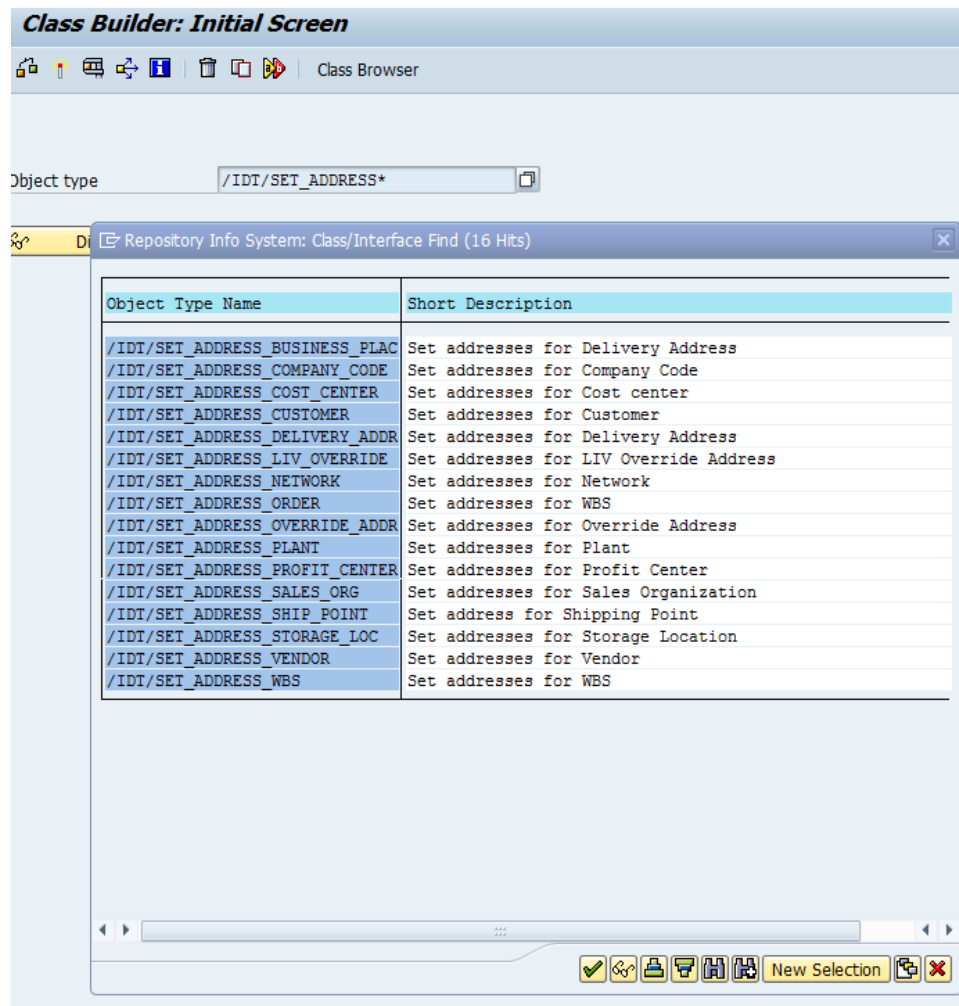 Class Builder: Initial Screen
Class Browser
Object type /IDT/SET_ADDRESS*
Di Repository Info System: Class/Interface Find (16 Hits)
Object Type Name Short Description
/IDT/SET_ADDRESS_BUSINESS_PLAC Set addresses for Delivery Address
/IDT/SET_ADDRESS_COMPANY_CODE Set addresses for Company Code
/IDT/SET_ADDRESS_COST_CENTER Set addresses for Cost center
/IDT/SET_ADDRESS_CUSTOMER Set addresses for Customer
/IDT/SET_ADDRESS_DELIVERY_ADDR Set addresses for Delivery Address
/IDT/SET_ADDRESS_LIV_OVERRIDE Set addresses for LIV Override Address
/IDT/SET_ADDRESS_NETWORK Set addresses for Network
/IDT/SET_ADDRESS_ORDER Set addresses for WBS
/IDT/SET_ADDRESS_OVERRIDE_ADDR Set addresses for Override Address
/IDT/SET_ADDRESS_PLANT Set addresses for Plant
/IDT/SET_ADDRESS_PROFIT_CENTER Set addresses for Profit Center
/IDT/SET_ADDRESS_SALES_ORG Set addresses for Sales Organization
/IDT/SET_ADDRESS_SHIP_POINT Set address for Shipping Point
/IDT/SET_ADDRESS_STORAGE_LOC Set addresses for Storage Location
/IDT/SET_ADDRESS_VENDOR Set addresses for Vendor
/IDT/SET_ADDRESS_WBS Set addresses for WBS
New Selection